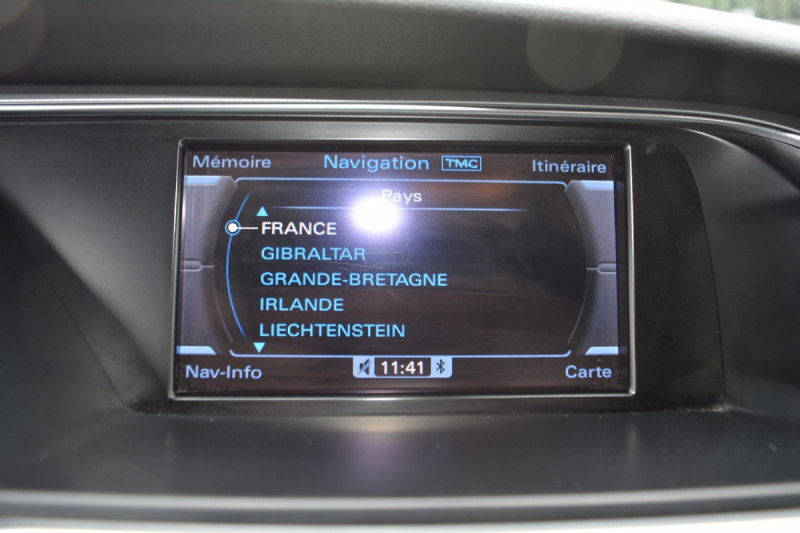 Mémoire Navigation TMC Itinéraire
Pays
FRANCE
GIBRALTAR
GRANDE-BRETAGNE
IRLANDE
LIECHTENSTEIN
Nav-Info 11:41 Carte